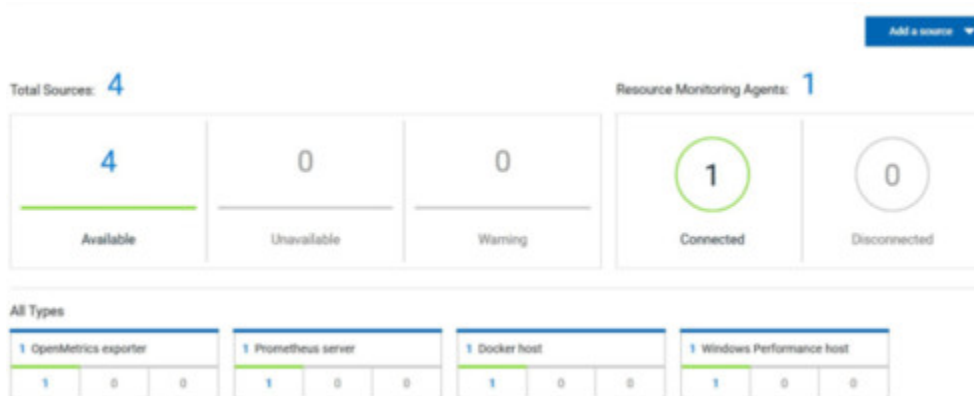 Add a source
Total Sources: 4
Resource Monitoring Agents: 1
4
0
0
1
0
Available
Unavailable
Warning
Connected
Disconnected
All Types
1 OpenMetrics exporter
1 Prometheus server
1 Docker host
1 Windows Performance host
1 0 0
1 0 0
1 0 0
1 0 0